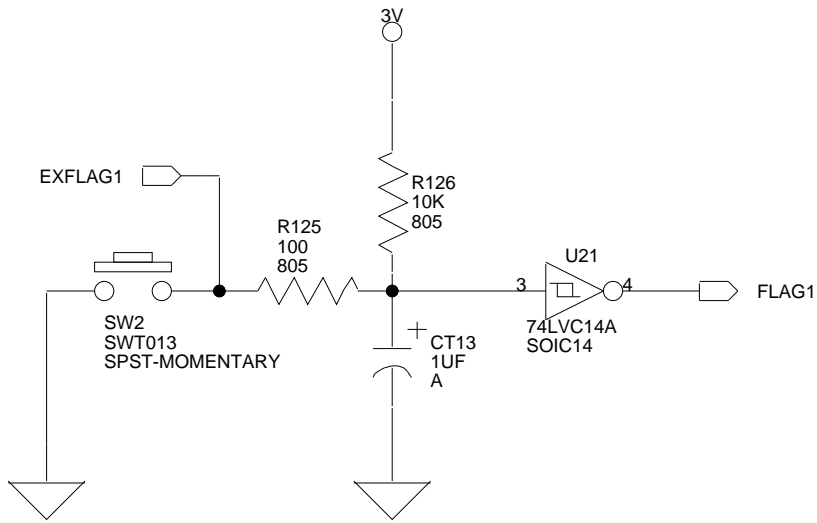 3V
EXFLAG1
R126
10K
805
R125
100
805
U21
3
4
FLAG1
SW2
SWT013
SPST-MOMENTARY
74LVC14A
SOIC14
+
CT13
1UF
A